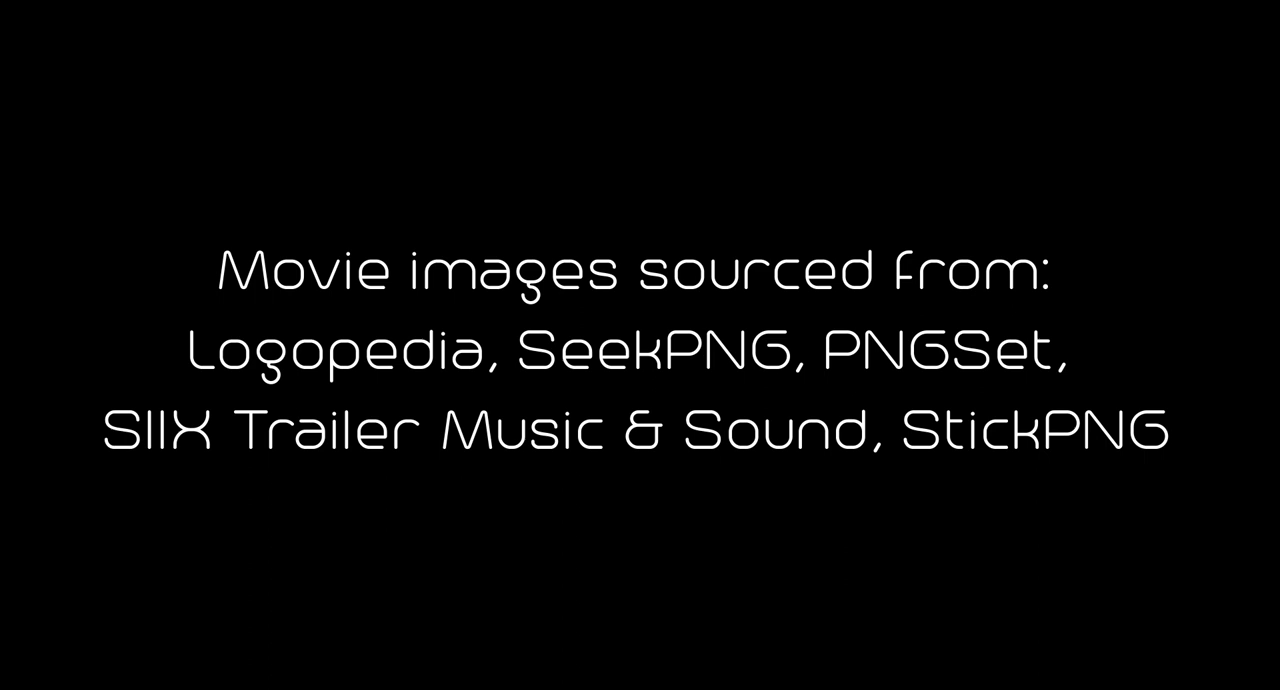 Movie images sourced from:
Logopedia, SeekPNG, PNGSet,
SIIX Trailer Music & Sound, StickPNG